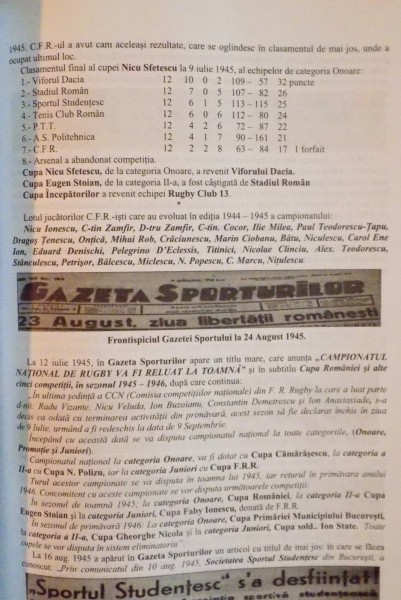 1945. C.F.R.-ul a avut cam aceleași rezultate, care se oglindesc în clasamentul de mai jos, unde a
ocupat ultimul loc.
Clasamentul final al cupei Nicu Sfetescu la 9 iulie 1945, al echipelor de categoria Onoare:
1.- Viforul Dacia 12 10 0 2 109 – 57 32 puncte
2.- Stadiul Român 12 7 0 5 107 – 82 26
3.- Sportul Studențesc 12 6 1 5 113 –115 25
4.- Tenis Club Român 12 6 0 6 112 – 80 24
5.- P.T.T. 12 4 2 6 72 – 87 22
6.- A.S. Politehnica 12 4 1 7 90 –161 21
7.- C.F.R. 12 2 2 8 63 – 84 17 1 forfait
8.- Arsenal a abandonat competiția.
Cupa Nicu Sfetescu, de la categoria Onoare, a revenit Viforului Dacia.
Cupa Eugen Stoian, de la categoria II-a, a fost câștigată de Stadiul Român
Cupa Începătorilor a revenit echipei Rugby Club 13.
*
Lotul jucătorilor C.F.R.-iști care au evoluat în ediția 1944 – 1945 a campionatului:
Nicu Ionescu, C-tin Zamfir, D-tru Zamfir, C-tin. Cocor, Ilie Milea, Paul Teodorescu-Țapu,
Dragoș Tenescu, Onțică, Mihai Rob, Crăciunescu, Marin Ciobanu, Bâtu, Niculescu, Carol Ene
Ion, Eduard Denischi, Pelegrino D'Eclessis, Titinici, Nicolae Clinciu, Alex. Teodorescu,
Stănculescu, Petrișor, Bălcescu, Miclescu, N. Popescu, C. Marcu, Nițulescu
GAZETA SPORTURILOR
23 August, ziua libertății românești
Frontispiciul Gazetei Sportului la 24 August 1945.
La 12 iulie 1945, în Gazeta Sporturilor apare un titlu mare, care anunța „CAMPIONATUL
NAȚIONAL DE RUGBY VA FI RELUAT LA TOAMNĂ" și în subtitlu Cupa României și alte
cinci competiții, în sezonul 1945 – 1946, după care continua:
„In ultima ședință a CCN (Comisia competițiilor naționale) din F. R. Rugby la care a luat parte
d-nii: Radu Vizante, Nicu Veluda, Ion Buzoianu, Constantin Demetrescu și Ion Anastasiade, s-a
decis ca odată cu terminarea activității din primăvară, acest sezon să fie declarat închis în ziua
de 9 Iulie, urmând a fi redeschis la data de 9 Septembrie.
Începând cu această dată se va disputa campionatul național la toate categoriile, (Onoare,
Promoție și Juniori).
Campionatul național la categoria Onoare, va fi dotat cu Cupa Cămărășescu, la categoria a
II-a cu Cupa N. Polizu, iar la categoria Juniori cu Cupa F.R.R.
Turul acestor campionate se va disputa în toamna lui 1945, iar returul în primăvara anului
1946. Concomitent cu aceste campionate se vor disputa următoarele competiții:
În sezonul de toamnă 1945; la categoria Onoare, Cupa României, la categoria II-a Cupa
Eugen Stoian și la categoria Juniori, Cupa Faby Ionescu, donată de F.R.R.
În sezonul de primăvară 1946: La categoria Onoare, Cupa Primăriei Municipiului București,
la categoria a II-a, Cupa Gheorghe Nicola și la categoria Juniori, Cupa sold.. Ion State. Toate
cupele se vor disputa în sistem eliminatoriu".
La 16 aug. 1945 a apărut în Gazeta Sporturilor un articol cu titlul de mai jos: în care se făcea
cunoscut: „Prin comunicatul din 10 aug. 1945, Societatea Sportul Studențesc din București, a
„Sportul Studențesc" s'a desființat!